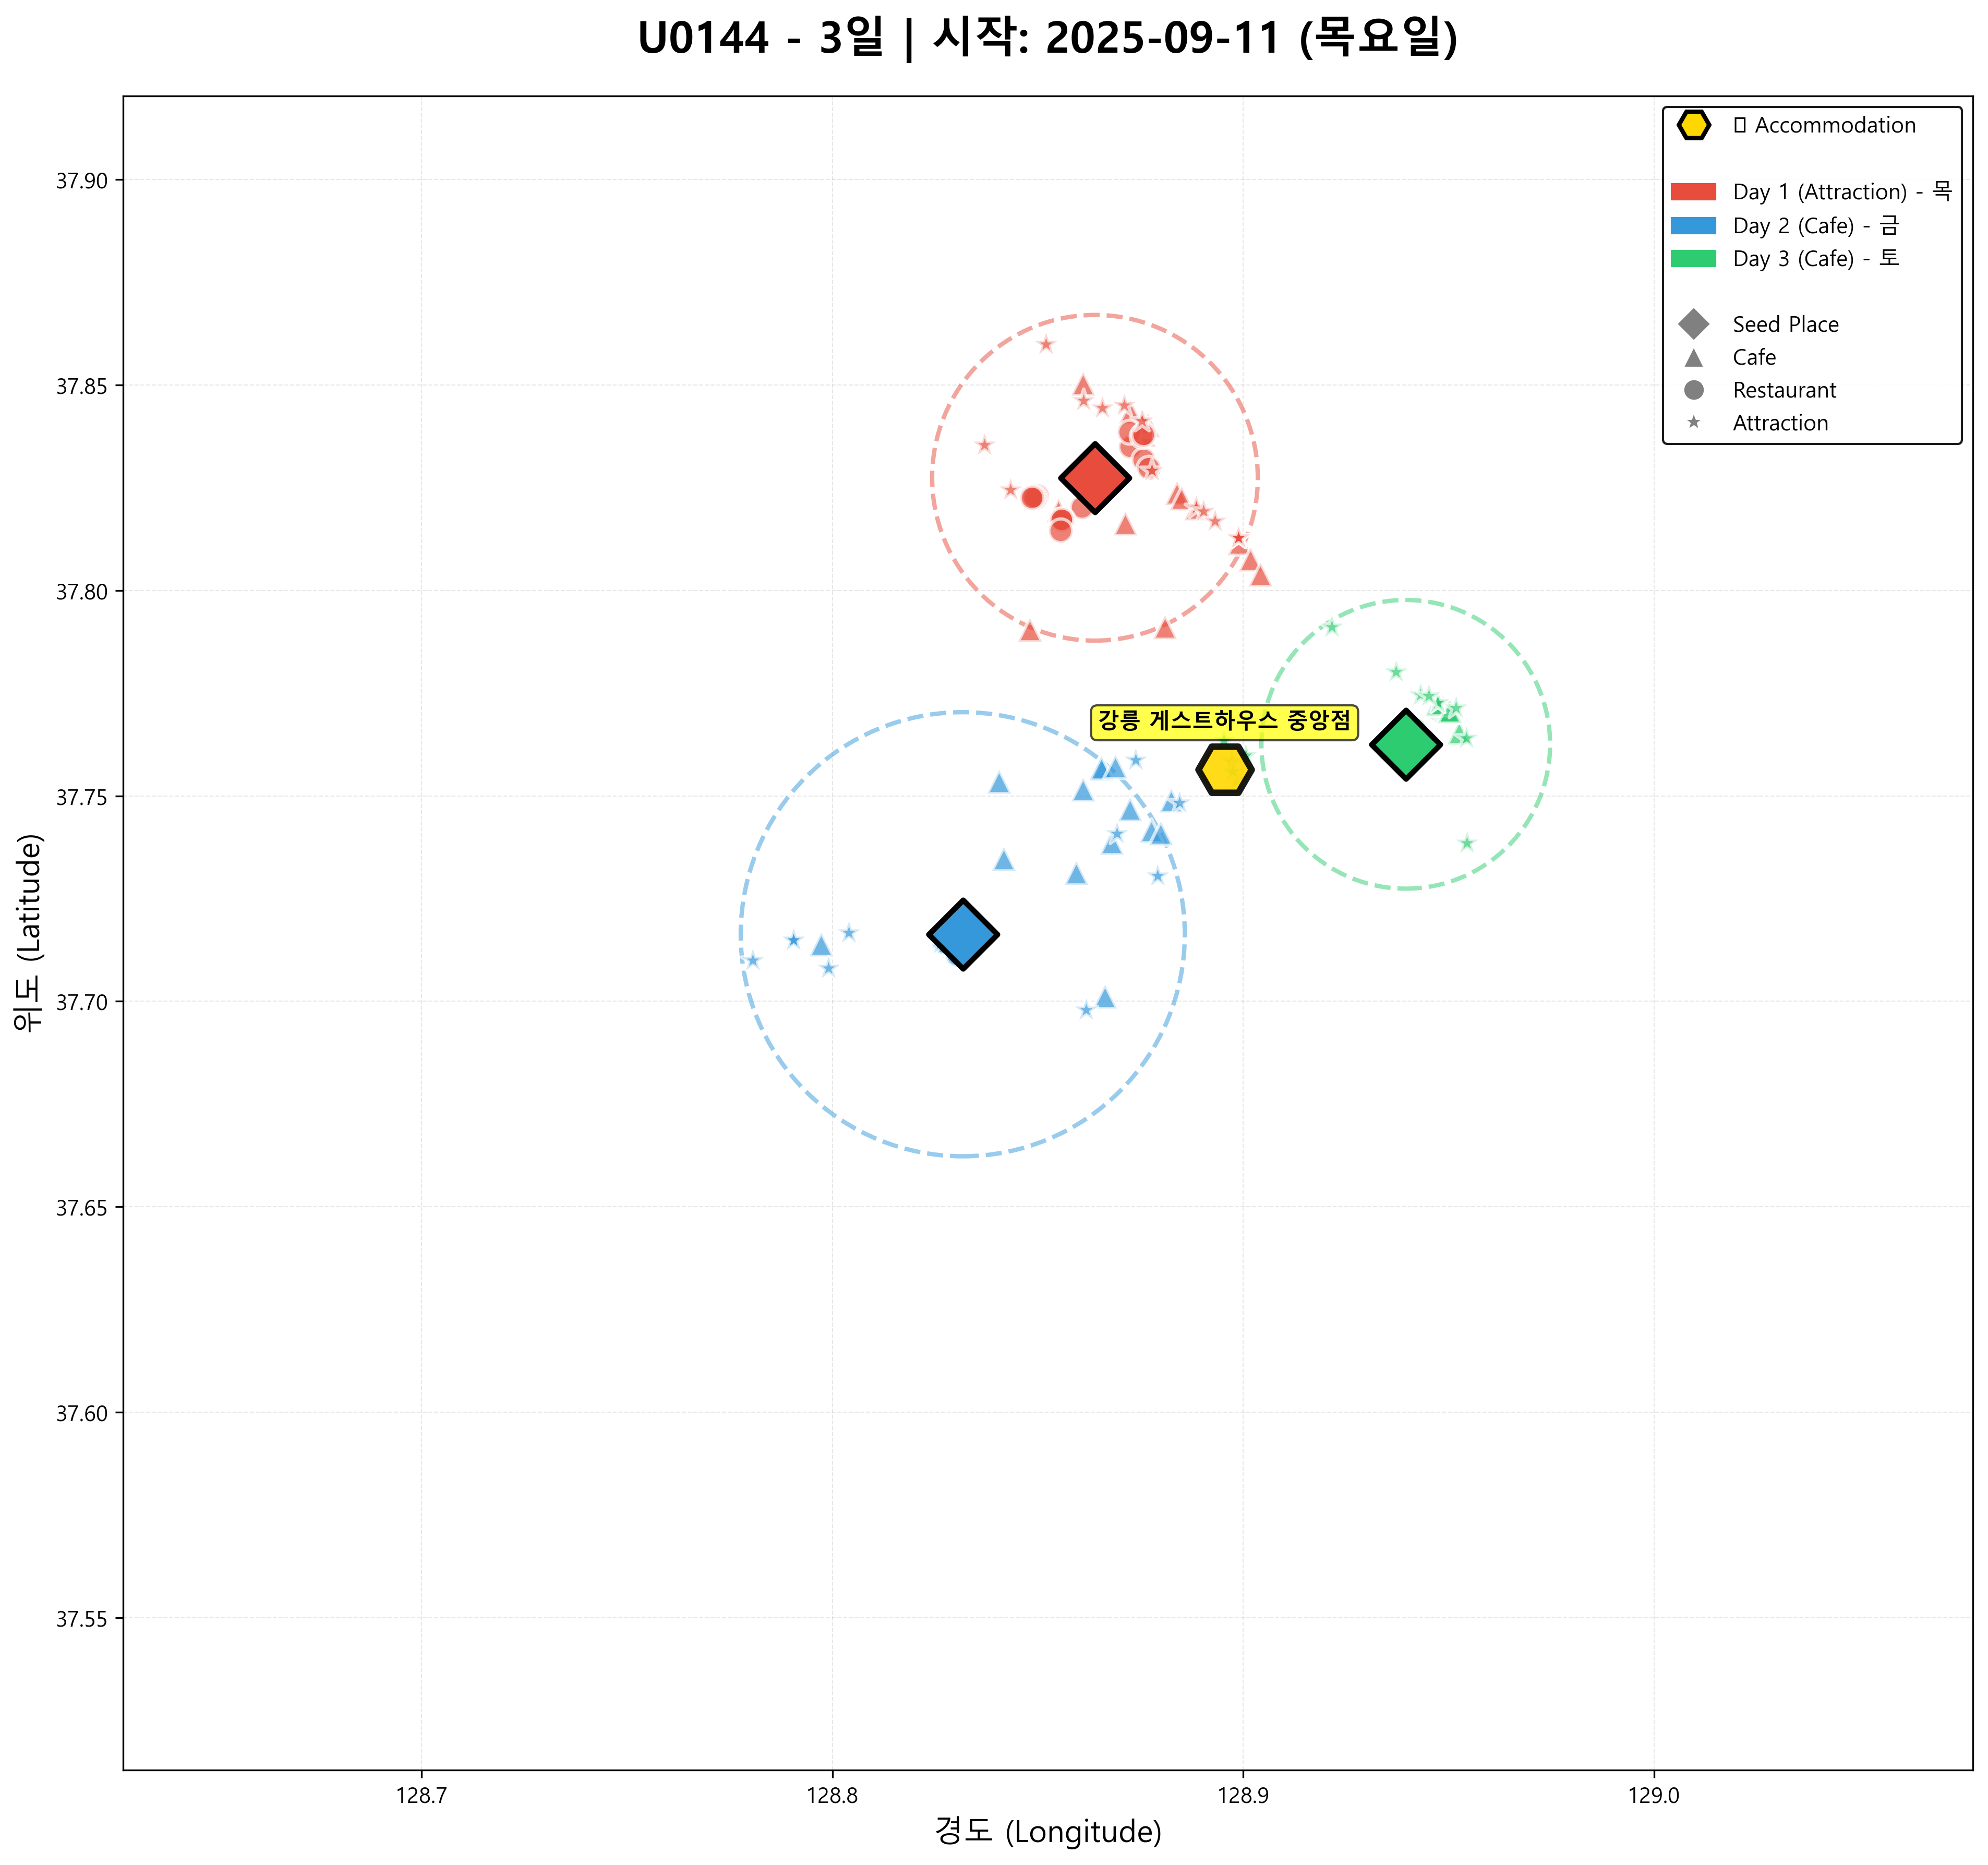 U0144 - 3일 | 시작: 2025-09-11 (목요일)
Accommodation
Day 1 (Attraction) - 목
Day 2 (Cafe) - 금
Day 3 (Cafe) - 토
Seed Place
Cafe
Restaurant
Attraction
강릉 게스트하우스 중앙점
위도 (Latitude)
37.90
37.85
37.80
37.75
37.70
37.65
37.60
37.55
128.7
128.8
128.9
129.0
경도 (Longitude)